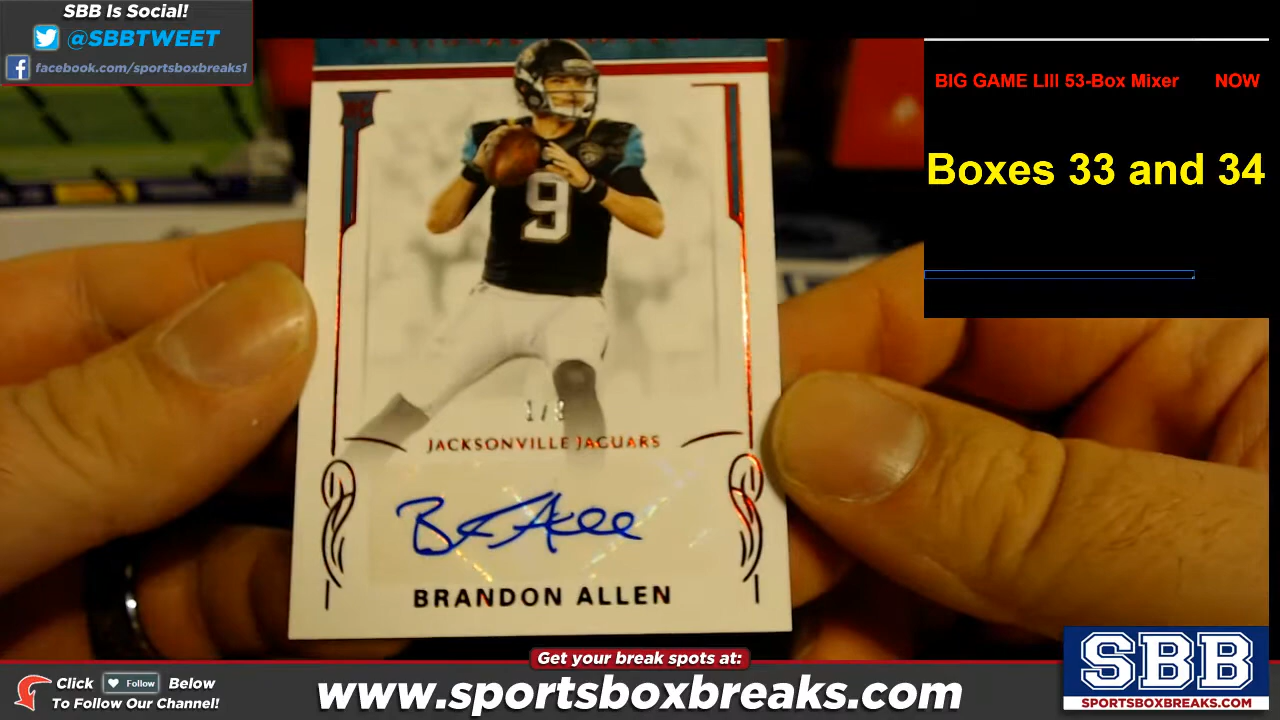 SBB Is Social!
@SBBTWEET
facebook.com/sportsboxbreaks1
BIG GAME LIII 53-Box Mixer NOW
Boxes 33 and 34
9
JACKSONVILLE JAGUARS
BRANDON ALLEN
Get your break spots at:
Click Follow Below
To Follow Our Channel!
www.sportsboxbreaks.com
SBB
SPORTSBOXBREAKS.COM